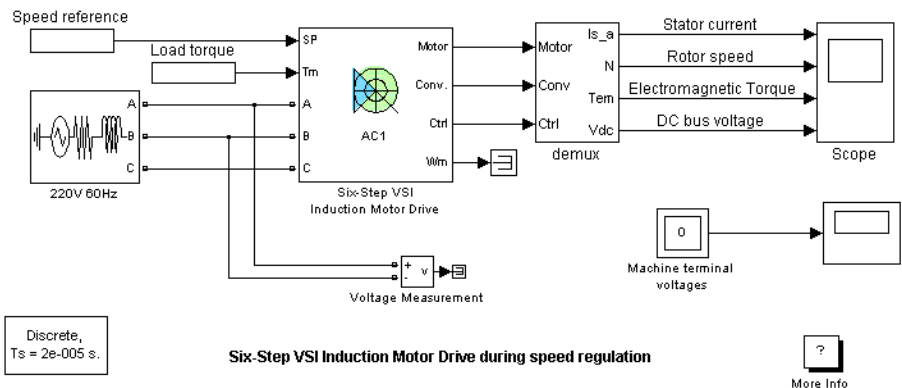 Speed reference
Load torque
SP
Tm
A
B
C
Motor
Conv.
Ctrl
Wm
AC1
Six-Step VSI
Induction Motor Drive
A
B
C
220V 60Hz
Motor
Conv
Ctrl
Is_a
N
Tem
Vdc
demux
Stator current
Rotor speed
Electromagnetic Torque
DC bus voltage
Scope
+
-
v
Voltage Measurement
0
Machine terminal
voltages
Discrete,
Ts = 2e-005 s.
Six-Step VSI Induction Motor Drive during speed regulation
?
More Info